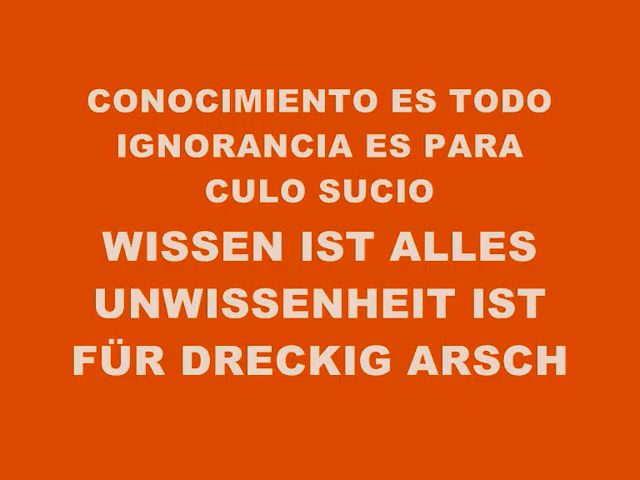 CONOCIMIENTO ES TODO
IGNORANCIA ES PARA
CULO SUCIO
WISSEN IST ALLES
UNWISSENHEIT IST
FÜR DRECKIG ARSCH